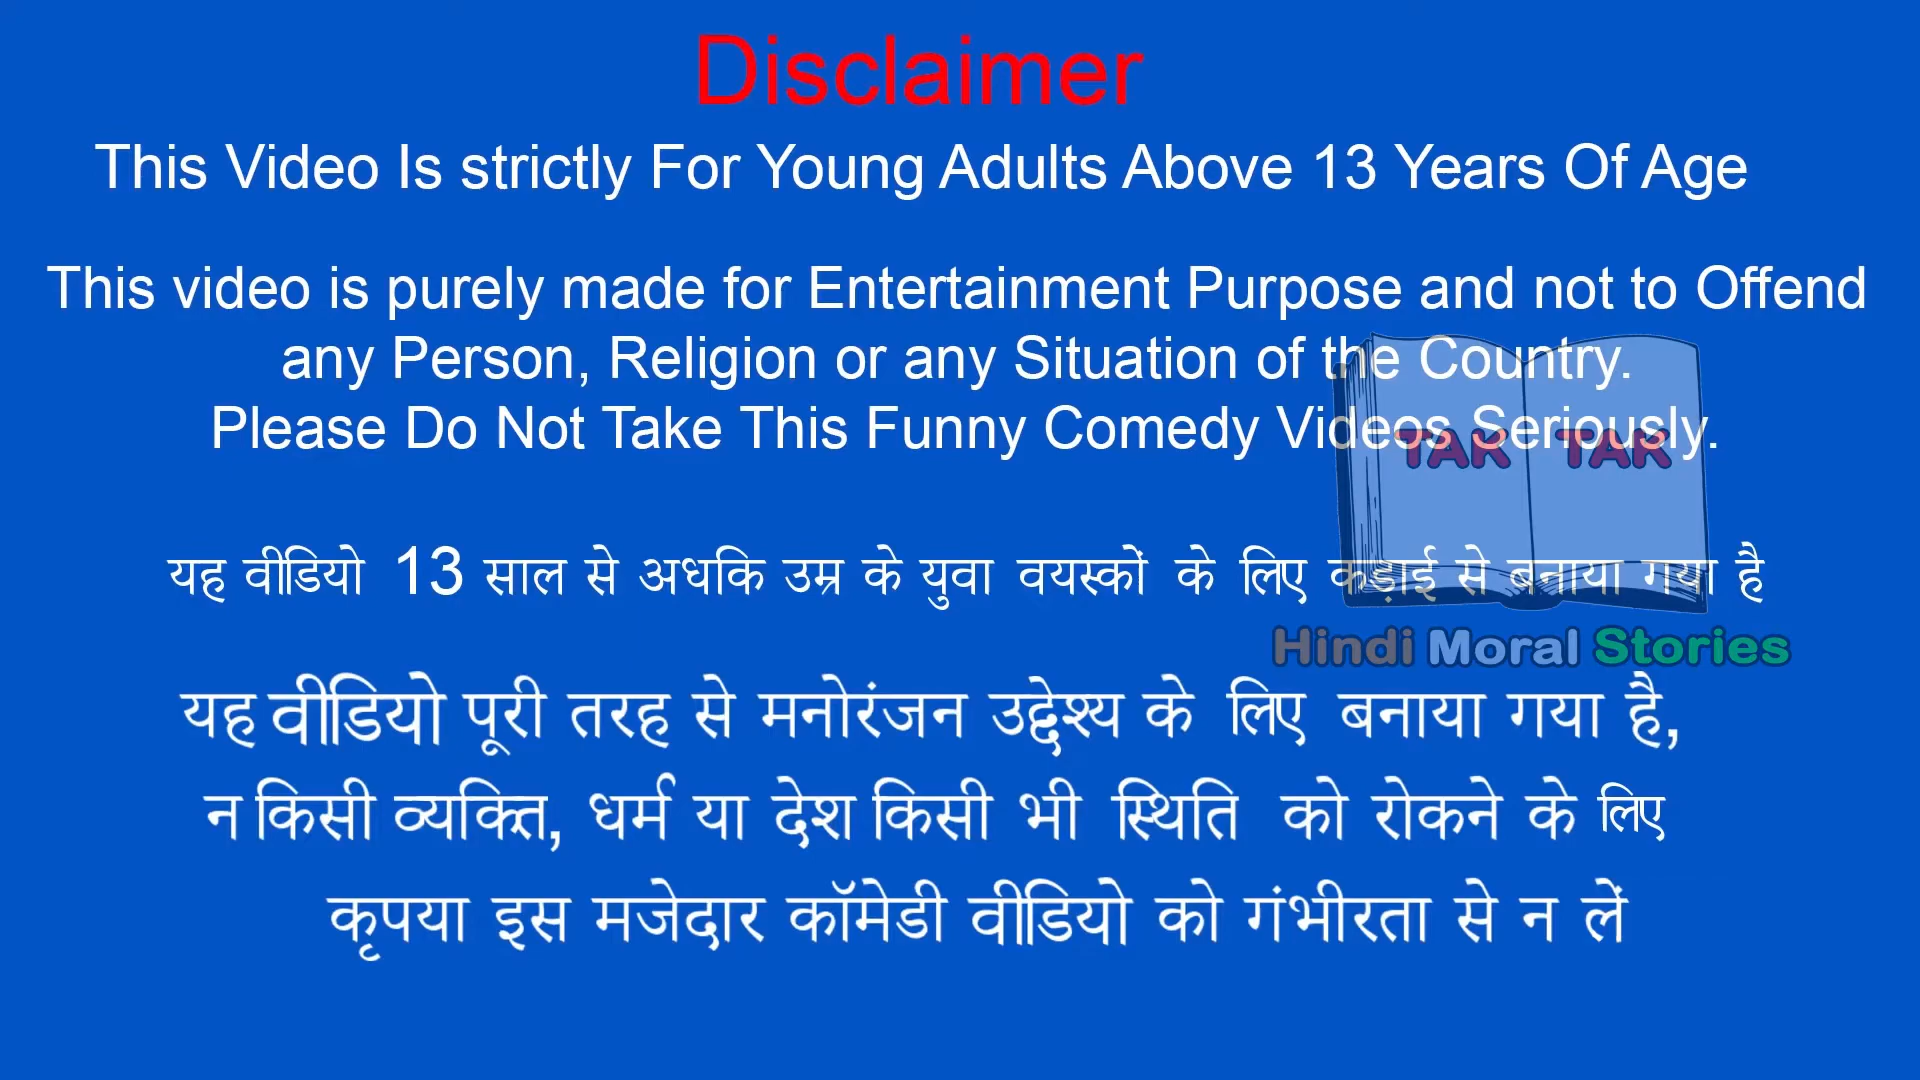 Disclaimer
This Video Is strictly For Young Adults Above 13 Years Of Age
This video is purely made for Entertainment Purpose and not to Offend
any Person, Religion or any Situation of the Country.
Please Do Not Take This Funny Comedy Videos Seriously.
TAK TAK
यह वीडियो 13 साल से अधकि उम्र के युवा वयस्कों के लिए कड़ाई से बनाया गया है
Hindi Moral Stories
यह वीडियो पूरी तरह से मनोरंजन उद्देश्य के लिए बनाया गया है,
न किसी व्यक्ति, धर्म या देश किसी भी स्थिति को रोकने के लिए
कृपया इस मजेदार कॉमेडी वीडियो को गंभीरता से न लें